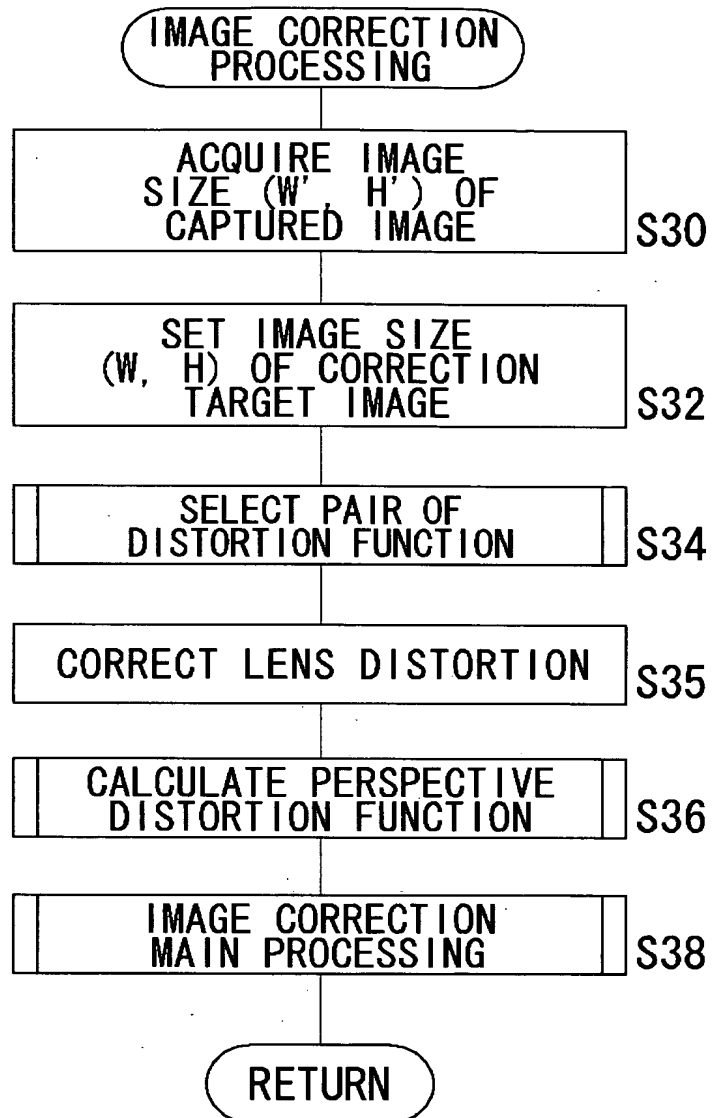 IMAGE CORRECTION
PROCESSING
ACQUIRE IMAGE
SIZE (W', H') OF
CAPTURED IMAGE
S30
SET IMAGE SIZE
(W, H) OF CORRECTION
TARGET IMAGE
S32
SELECT PAIR OF
DISTORTION FUNCTION
S34
CORRECT LENS DISTORTION
S35
CALCULATE PERSPECTIVE
DISTORTION FUNCTION
S36
IMAGE CORRECTION
MAIN PROCESSING
S38
RETURN